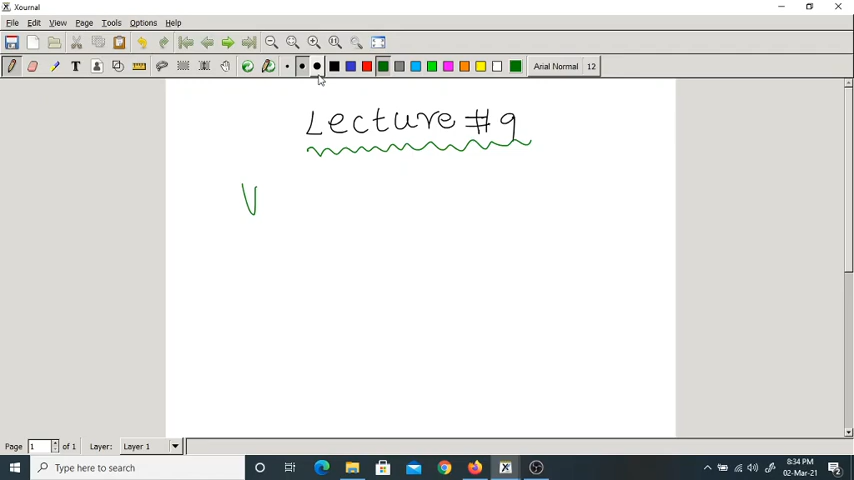 Xournal
File Edit View Page Tools Options Help
Arial Normal 12
Lecture # 9
V
Page 1 of 1 Layer: Layer 1
Type here to search
8:34 PM
02-Mar-21
2